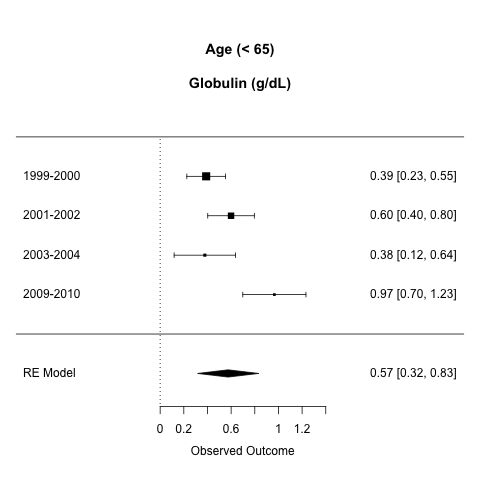 Age (< 65)
Globulin (g/dL)
1999-2000 0.39 [0.23, 0.55]
2001-2002 0.60 [0.40, 0.80]
2003-2004 0.38 [0.12, 0.64]
2009-2010 0.97 [0.70, 1.23]
RE Model 0.57 [0.32, 0.83]
0 0.2 0.6 1 1.2
Observed Outcome